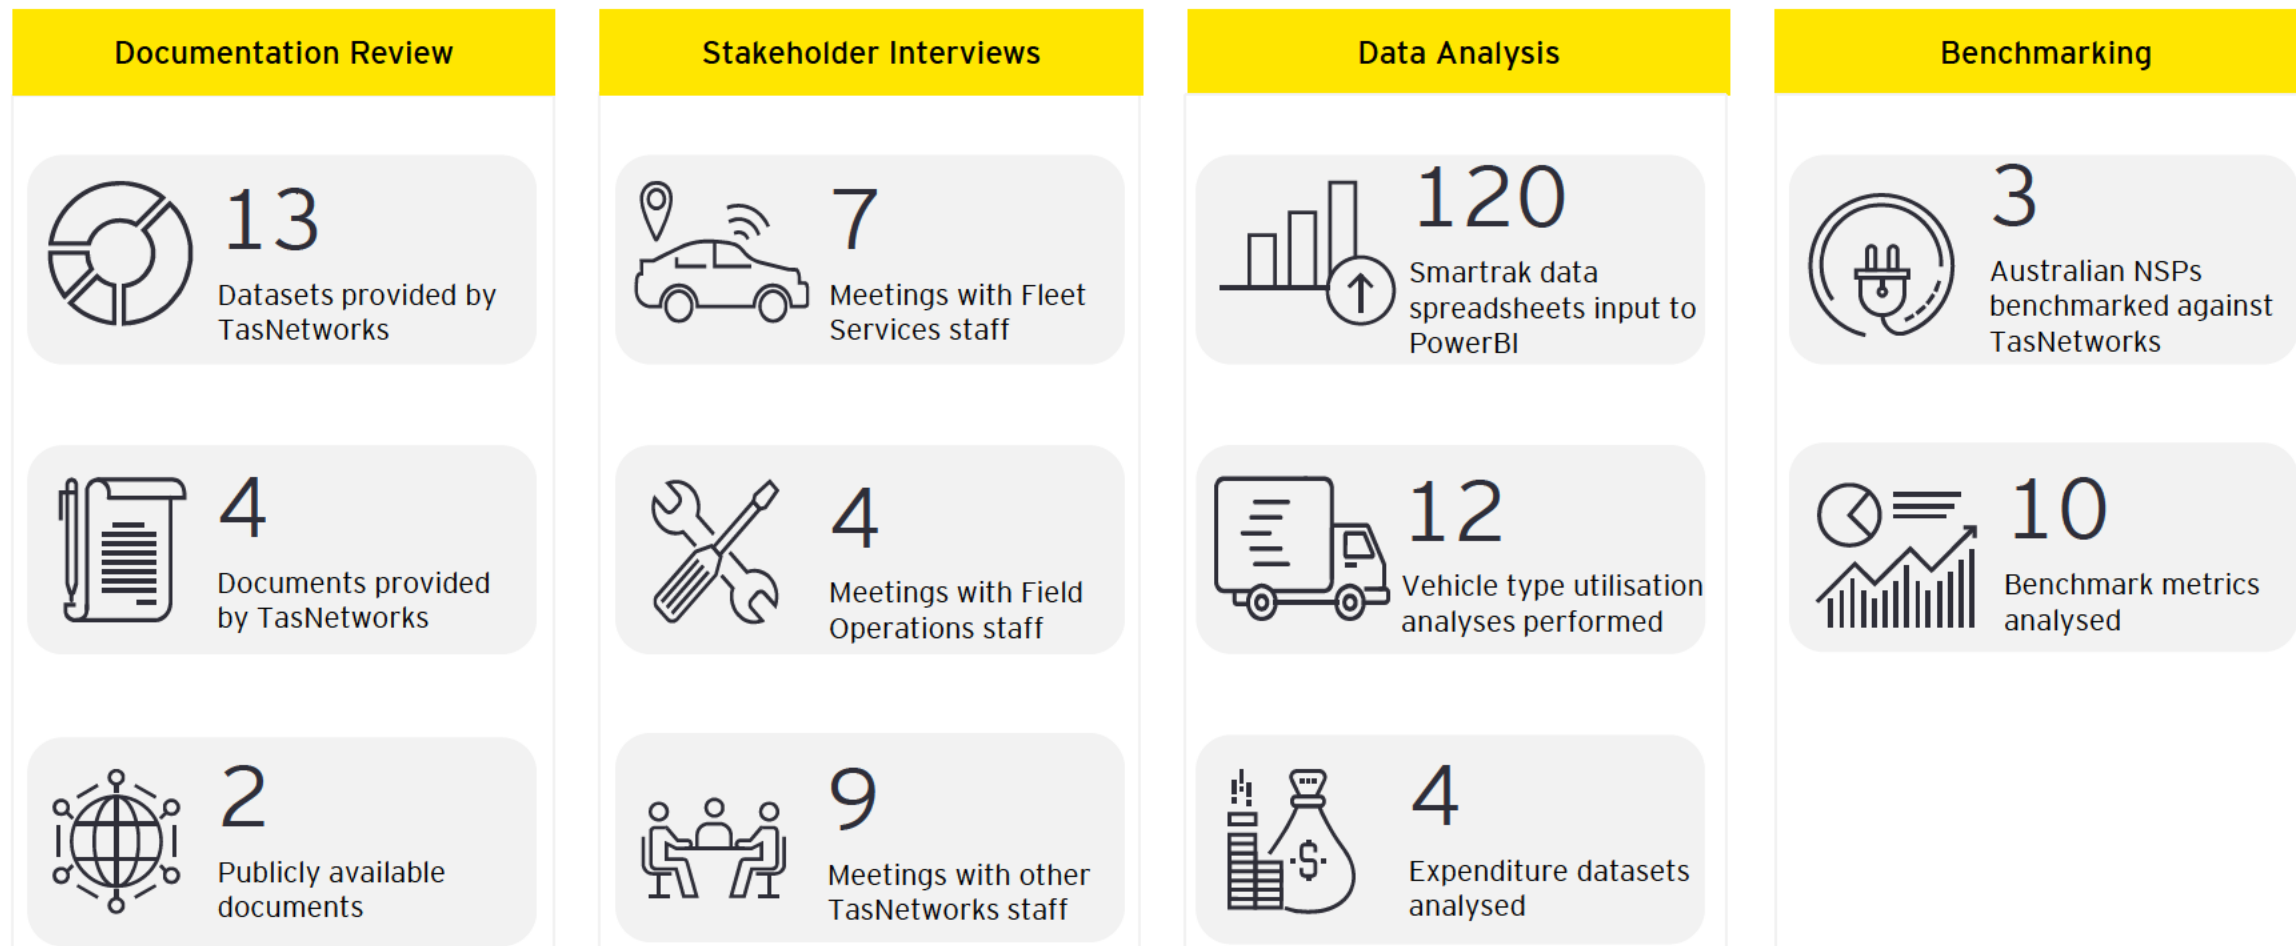 Documentation Review
13
Datasets provided by
TasNetworks
4
Documents provided
by TasNetworks
2
Publicly available
documents
Stakeholder Interviews
7
Meetings with Fleet
Services staff
4
Meetings with Field
Operations staff
9
Meetings with other
TasNetworks staff
Data Analysis
120
Smartrak data
spreadsheets input to
PowerBI
12
Vehicle type utilisation
analyses performed
4
Expenditure datasets
analysed
Benchmarking
3
Australian NSPs
benchmarked against
TasNetworks
10
Benchmark metrics
analysed